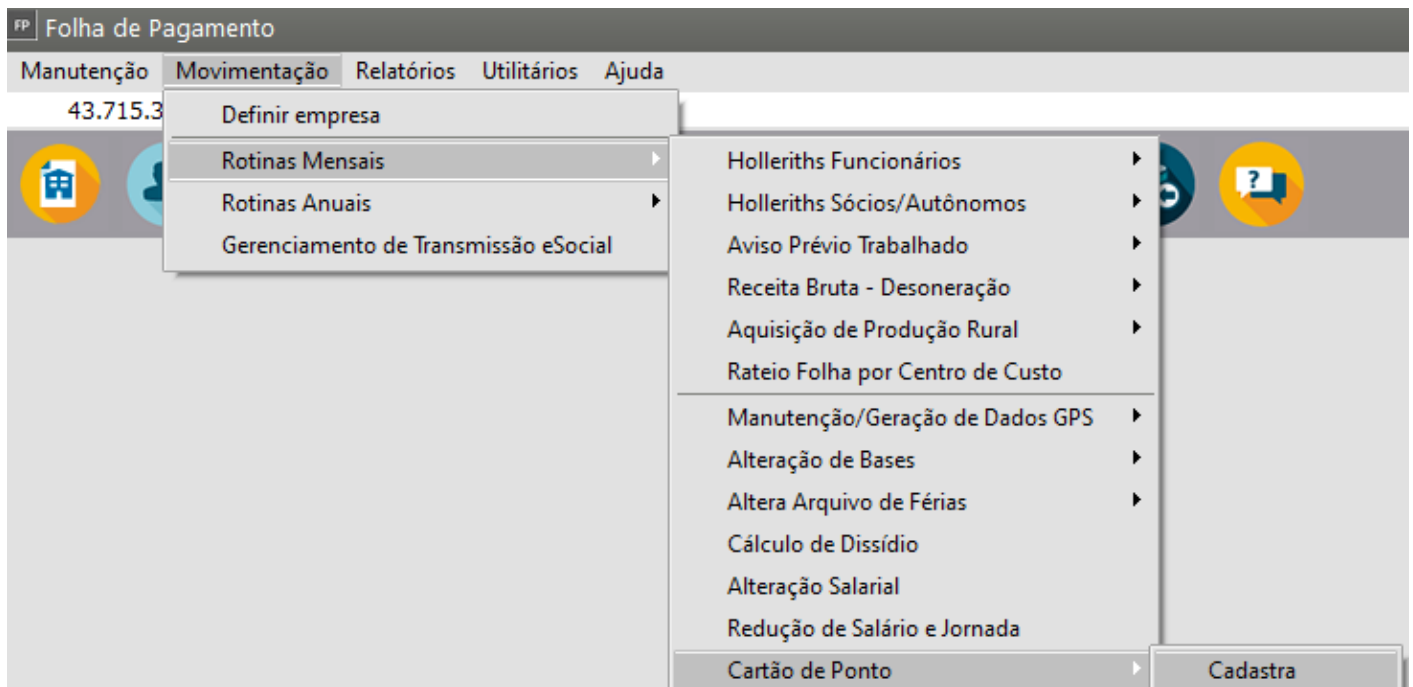 FP Folha de Pagamento
Manutenção Movimentação Relatórios Utilitários Ajuda
43.715.3
Definir empresa
Rotinas Mensais
Rotinas Anuais
Gerenciamento de Transmissão eSocial
Holleriths Funcionários
Holleriths Sócios/Autônomos
Aviso Prévio Trabalhado
Receita Bruta - Desoneração
Aquisição de Produção Rural
Rateio Folha por Centro de Custo
Manutenção/Geração de Dados GPS
Alteração de Bases
Altera Arquivo de Férias
Cálculo de Dissídio
Alteração Salarial
Redução de Salário e Jornada
Cartão de Ponto
Cadastra
?